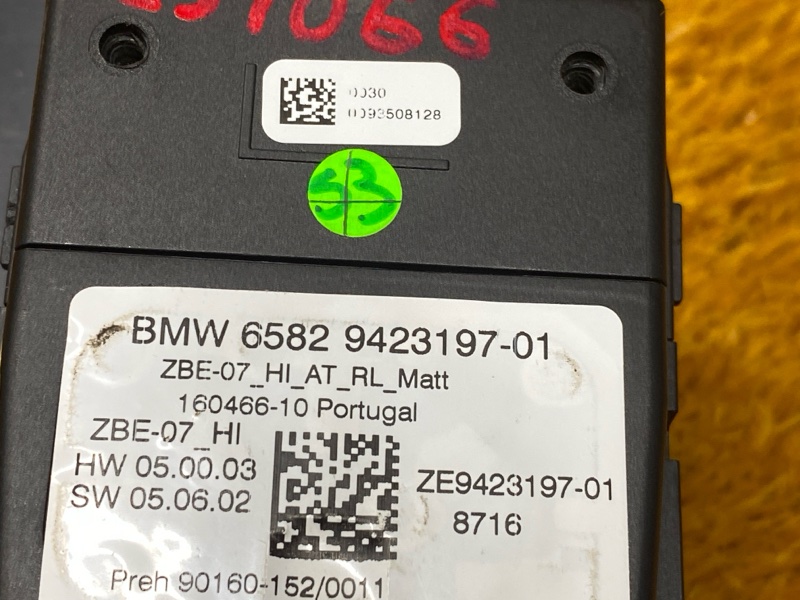 0030
0093508128
53
BMW 6582 9423197-01
ZBE-07_HI_AT_RL_Matt
160466-10 Portugal
ZBE-07_HI
HW 05.00.03
SW 05.06.02
ZE9423197-01
8716
Preh 90160-152/0011